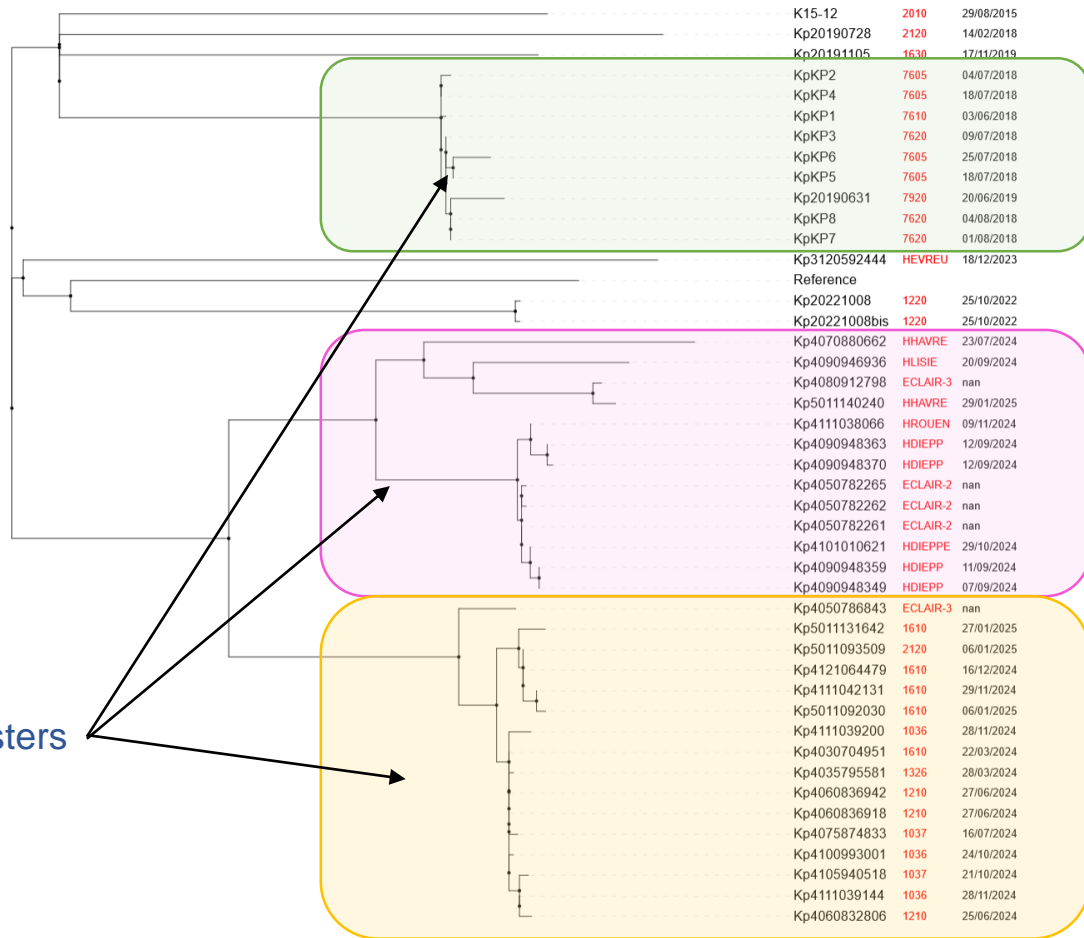 K15-12 2010 29/08/2015
Kp20190728 2120 14/02/2018
Kp20191105 1630 17/11/2019
KpKP2 7605 04/07/2018
KpKP4 7605 18/07/2018
KpKP1 7610 03/06/2018
KpKP3 7620 09/07/2018
KpKP6 7605 25/07/2018
KpKP5 7605 18/07/2018
Kp20190631 7920 20/06/2019
KpKP8 7620 04/08/2018
KpKP7 7620 01/08/2018
Kp3120592444 HEVREU 18/12/2023
Reference
Kp20221008 1220 25/10/2022
Kp20221008bis 1220 25/10/2022
Kp4070880662 HHAVRE 23/07/2024
Kp4090946936 HLISIE 20/09/2024
Kp4080912798 ECLAIR-3 nan
Kp5011140240 HHAVRE 29/01/2025
Kp4111038066 HROUEN 09/11/2024
Kp4090948363 HDIEPP 12/09/2024
Kp4090948370 HDIEPP 12/09/2024
Kp4050782265 ECLAIR-2 nan
Kp4050782262 ECLAIR-2 nan
Kp4050782261 ECLAIR-2 nan
Kp4101010621 HDIEPPE 29/10/2024
Kp4090948359 HDIEPP 11/09/2024
Kp4090948349 HDIEPP 07/09/2024
Kp4050786843 ECLAIR-3 nan
Kp5011131642 1610 27/01/2025
Kp5011093509 2120 06/01/2025
Kp4121064479 1610 16/12/2024
Kp4111042131 1610 29/11/2024
Kp5011092030 1610 06/01/2025
sters
Kp4111039200 1036 28/11/2024
Kp4030704951 1610 22/03/2024
Kp4035795581 1326 28/03/2024
Kp4060836942 1210 27/06/2024
Kp4060836918 1210 27/06/2024
Kp4075874833 1037 16/07/2024
Kp4100993001 1036 24/10/2024
Kp4105940518 1037 21/10/2024
Kp4111039144 1036 28/11/2024
Kp4060832806 1210 25/06/2024